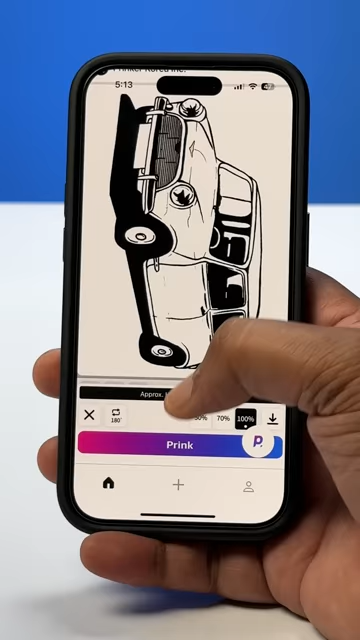 Prinker Korea Inc.
5:13
Approx.
180°
50% 70% 100%
Prink